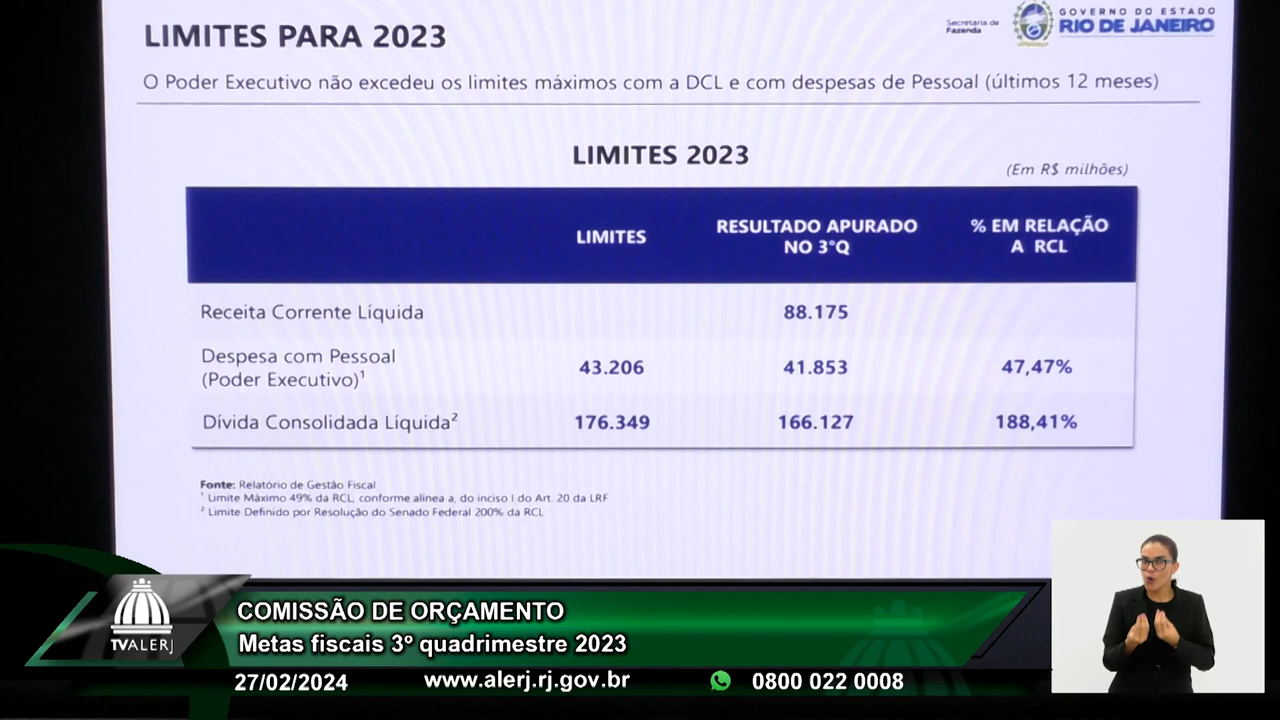 LIMITES PARA 2023
Secretaria de
Fazenda
GOVERNO DO ESTADO
RIO DE JANEIRO
O Poder Executivo não excedeu os limites máximos com a DCL e com despesas de Pessoal (últimos 12 meses)
LIMITES 2023
(Em R$ milhões)
LIMITES
RESULTADO APURADO
NO 3°Q
% EM RELAÇÃO
A RCL
Receita Corrente Líquida
88.175
Despesa com Pessoal
(Poder Executivo)¹
43.206
41.853
47,47%
Dívida Consolidada Líquida²
176.349
166.127
188,41%
Fonte: Relatório de Gestão Fiscal
¹ Limite Máximo 49% da RCL, conforme alínea a, do inciso I do Art. 20 da LRF
² Limite Definido por Resolução do Senado Federal 200% da RCL
TVALERJ
COMISSÃO DE ORÇAMENTO
Metas fiscais 3º quadrimestre 2023
27/02/2024
www.alerj.rj.gov.br
0800 022 0008